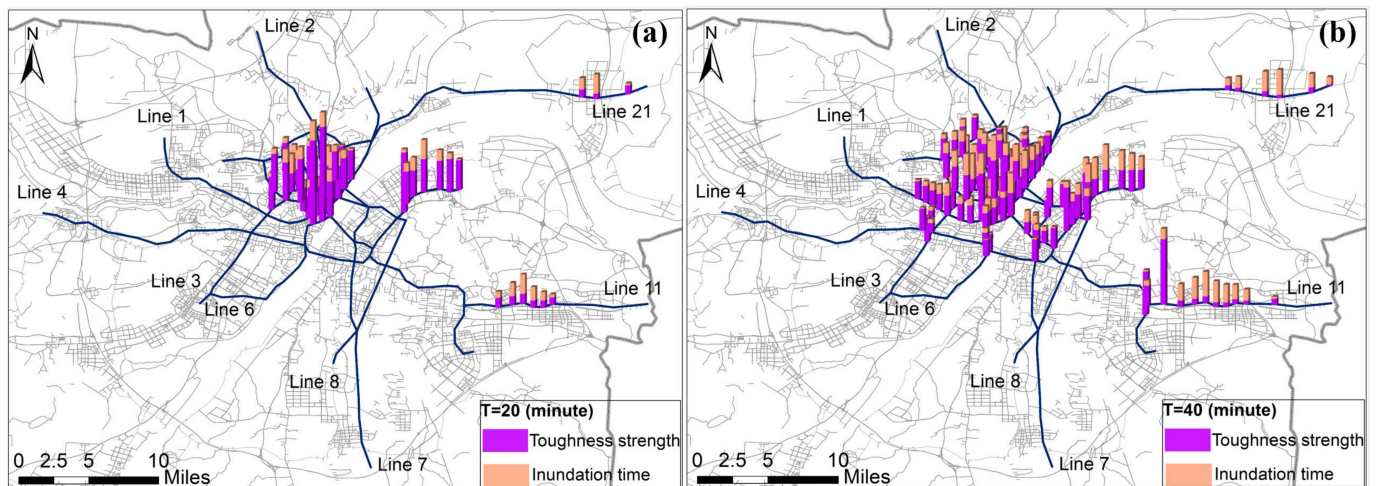 (a)
N
Line 2
Line 1
Line 21
Line 4
Line 3
Line 6
Line 11
Line 8
Line 7
T=20 (minute)
Toughness strength
Inundation time
0 2.5 5 10
Miles
(b)
N
Line 2
Line 1
Line 21
Line 4
Line 3
Line 6
Line 11
Line 8
Line 7
T=40 (minute)
Toughness strength
Inundation time
0 2.5 5 10
Miles